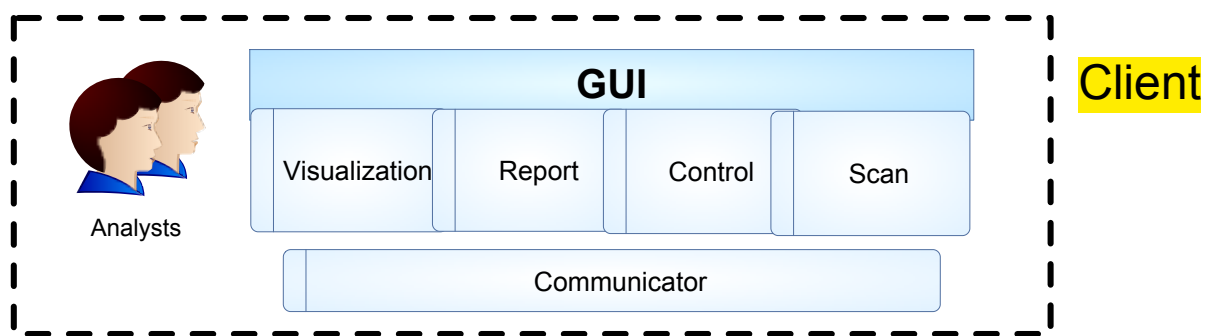 GUI
Client
Visualization
Report
Control
Scan
Analysts
Communicator